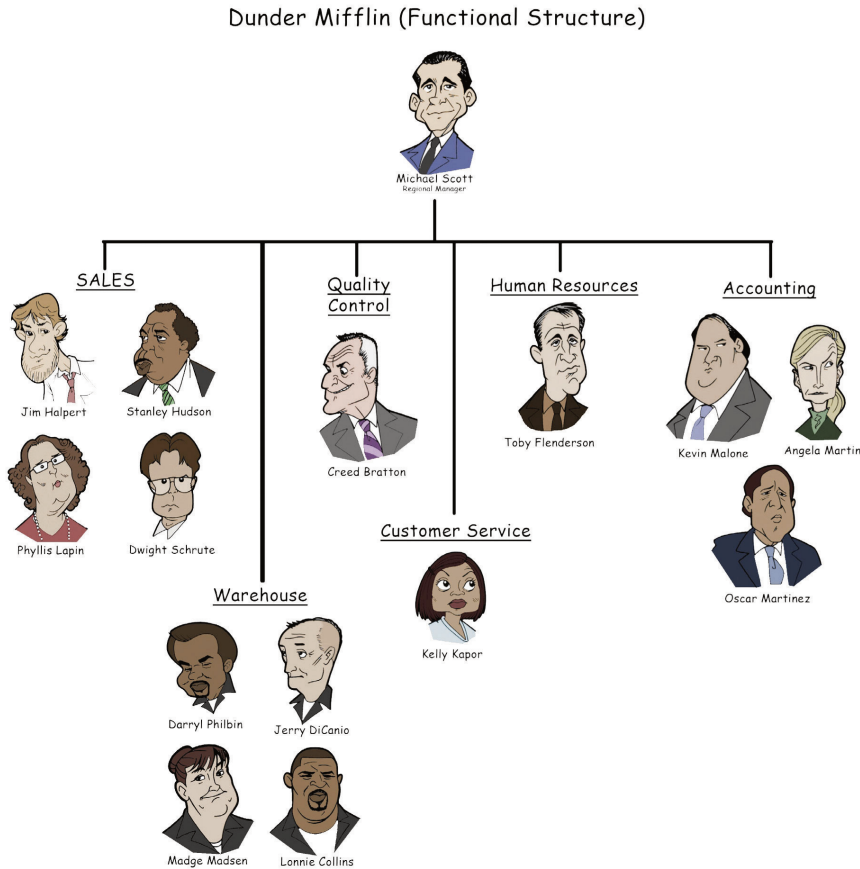 Dunder Mifflin (Functional Structure)
Michael Scott
Regional Manager
SALES
Jim Halpert
Stanley Hudson
Phyllis Lapin
Dwight Schrute
Warehouse
Darryl Philbin
Jerry DiCanio
Madge Madsen
Lonnie Collins
Quality
Control
Creed Bratton
Customer Service
Kelly Kapor
Human Resources
Toby Flenderson
Accounting
Kevin Malone
Angela Martin
Oscar Martinez